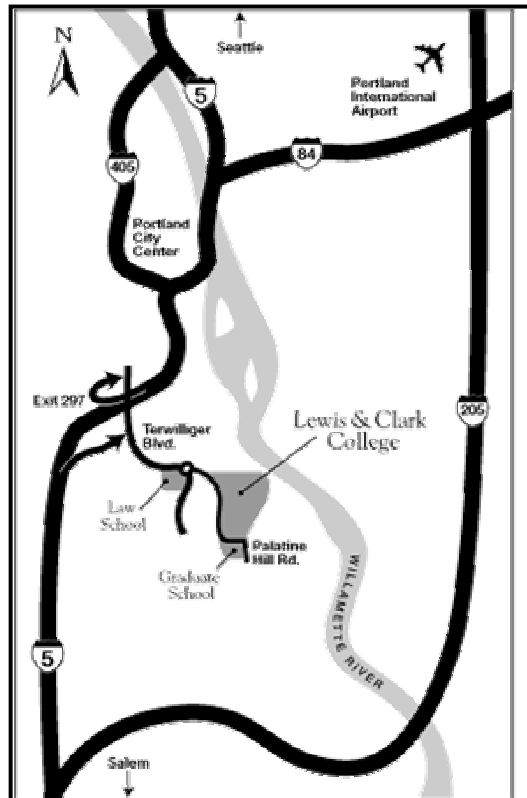 N
Seattle
5
Portland
International
Airport
405
84
Portland
City
Center
Exit 297
Terwilliger
Blvd.
Lewis & Clark
College
205
Law
School
Palatine
Hill Rd.
Graduate
School
WILLAMETTE RIVER
5
Salem